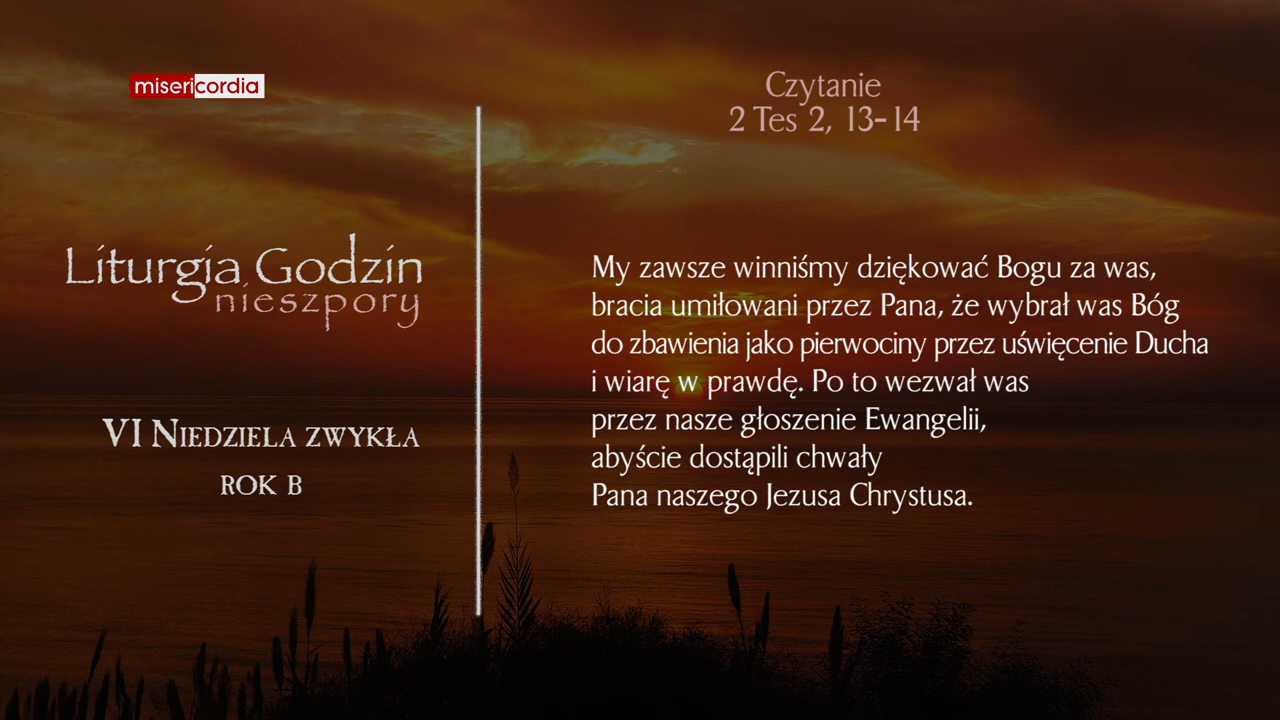 misericordia
Liturgia Godzin
nieszpory
VI Niedziela zwykła
rok B
Czytanie
2 Tes 2, 13-14
My zawsze winniśmy dziękować Bogu za was,
bracia umiłowani przez Pana, że wybrał was Bóg
do zbawienia jako pierwociny przez uświęcenie Ducha
i wiarę w prawdę. Po to wezwał was
przez nasze głoszenie Ewangelii,
abyście dostąpili chwały
Pana naszego Jezusa Chrystusa.